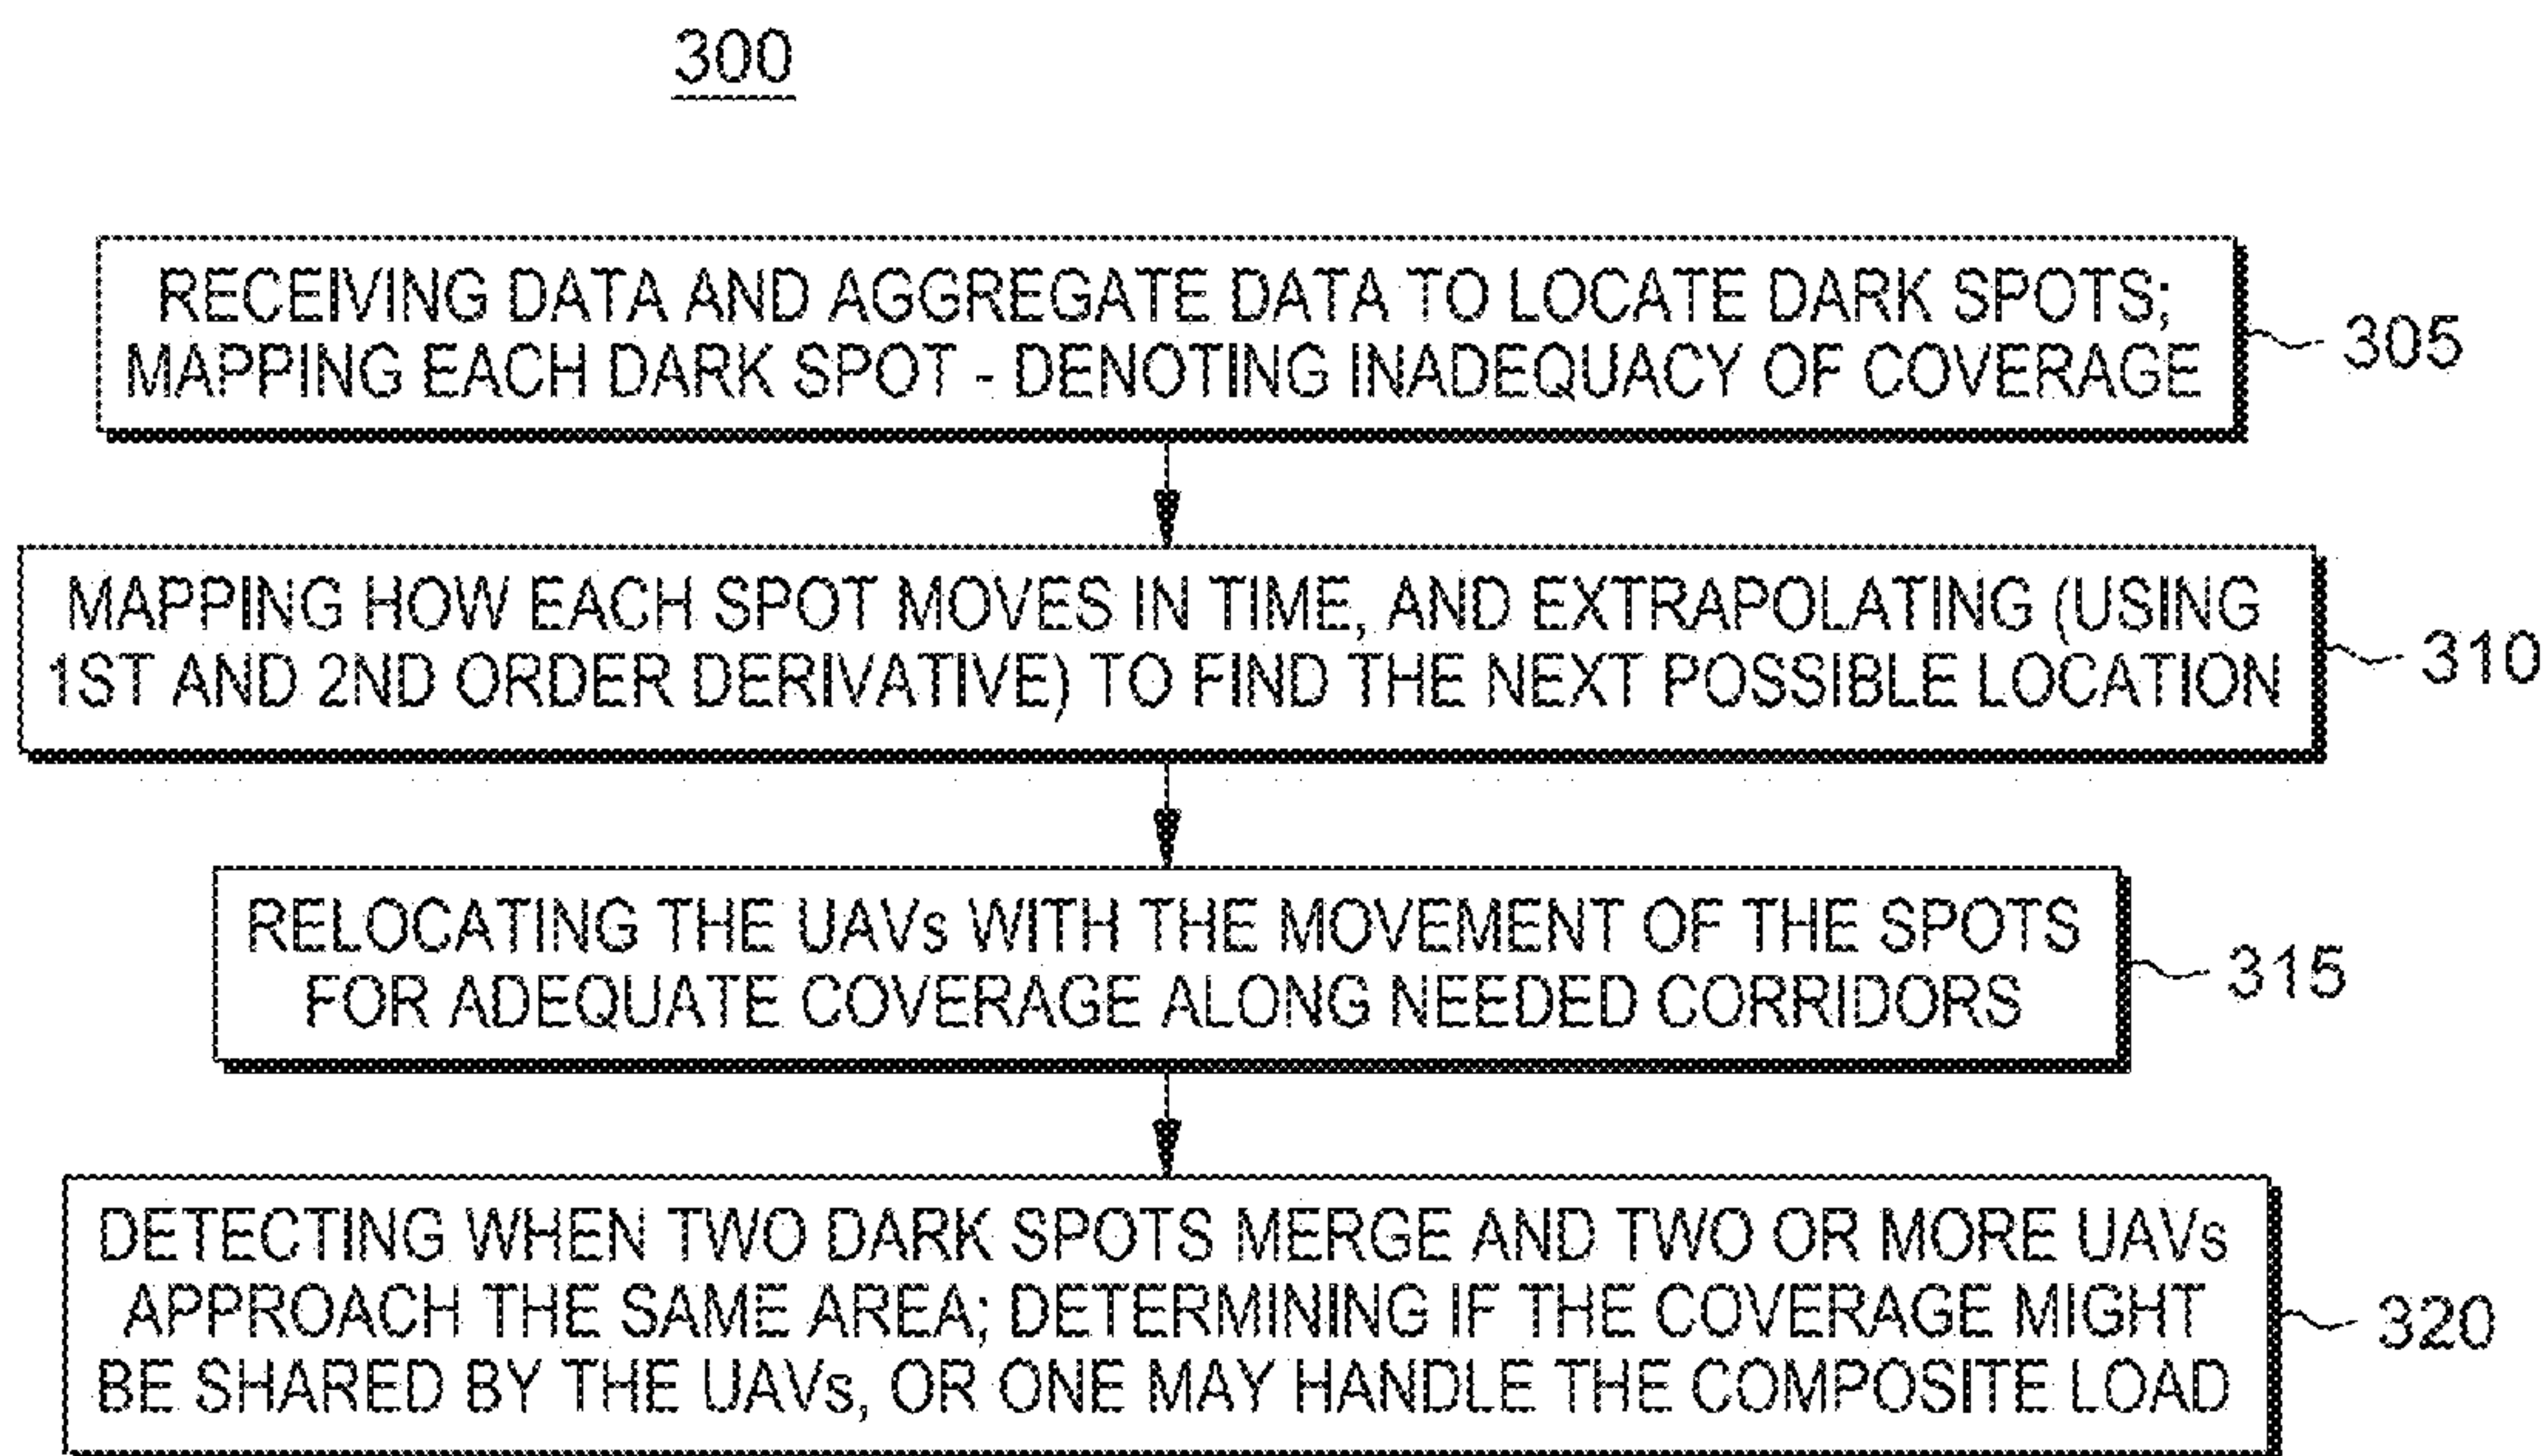 300
RECEIVING DATA AND AGGREGATE DATA TO LOCATE DARK SPOTS;
MAPPING EACH DARK SPOT - DENOTING INADEQUACY OF COVERAGE
305
MAPPING HOW EACH SPOT MOVES IN TIME, AND EXTRAPOLATING (USING
1ST AND 2ND ORDER DERIVATIVE) TO FIND THE NEXT POSSIBLE LOCATION
310
RELOCATING THE UAVs WITH THE MOVEMENT OF THE SPOTS
FOR ADEQUATE COVERAGE ALONG NEEDED CORRIDORS
315
DETECTING WHEN TWO DARK SPOTS MERGE AND TWO OR MORE UAVs
APPROACH THE SAME AREA; DETERMINING IF THE COVERAGE MIGHT
BE SHARED BY THE UAVs, OR ONE MAY HANDLE THE COMPOSITE LOAD
320